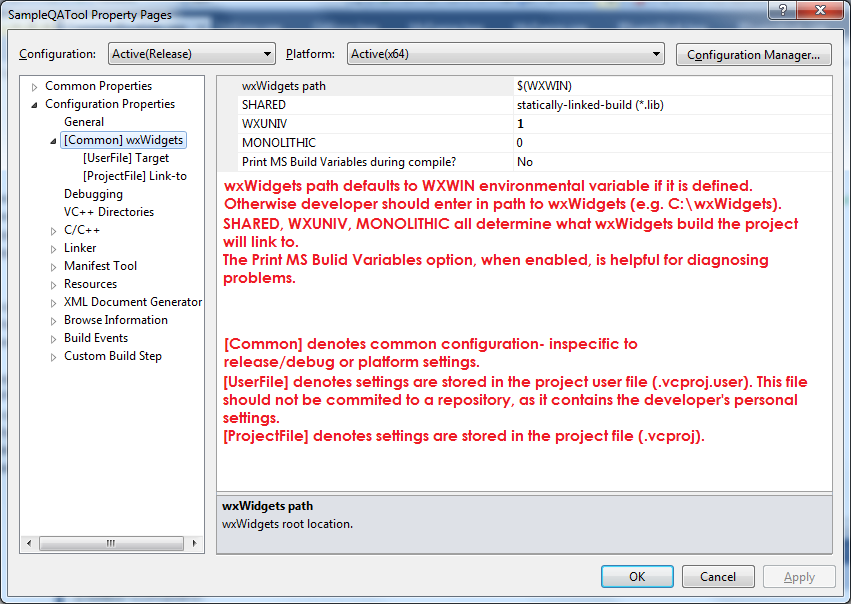 SampleQATool Property Pages
?
Configuration: Active(Release) Platform: Active(x64) Configuration Manager...
Common Properties
Configuration Properties
General
[Common] wxWidgets
[UserFile] Target
[ProjectFile] Link-to
Debugging
VC++ Directories
C/C++
Linker
Manifest Tool
Resources
XML Document Generator
Browse Information
Build Events
Custom Build Step
wxWidgets path $(WXWIN)
SHARED statically-linked-build (*.lib)
WXUNIV 1
MONOLITHIC 0
Print MS Build Variables during compile? No
wxWidgets path defaults to WXWIN environmental variable if it is defined.
Otherwise developer should enter in path to wxWidgets (e.g. C:\wxWidgets).
SHARED, WXUNIV, MONOLITHIC all determine what wxWidgets build the project
will link to.
The Print MS Bulid Variables option, when enabled, is helpful for diagnosing
problems.
[Common] denotes common configuration- inspecific to
release/debug or platform settings.
[UserFile] denotes settings are stored in the project user file (.vcproj.user). This file
should not be commited to a repository, as it contains the developer's personal
settings.
[ProjectFile] denotes settings are stored in the project file (.vcproj).
wxWidgets path
wxWidgets root location.
OK Cancel Apply